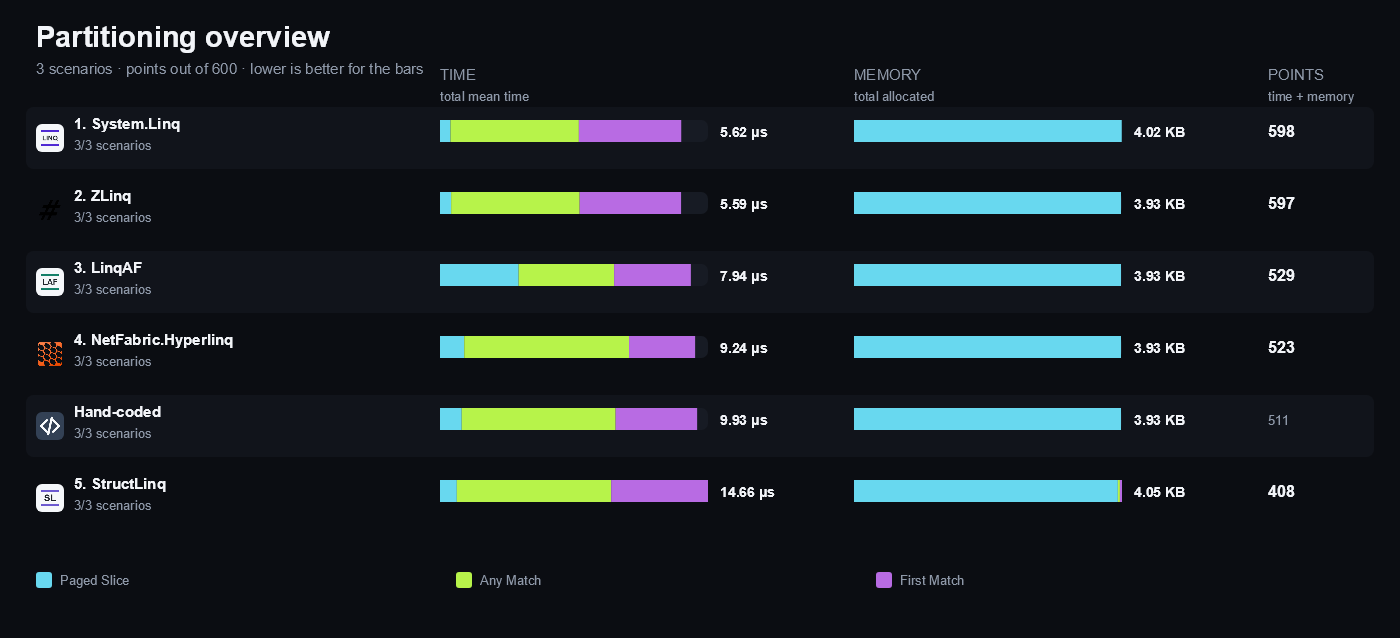 Partitioning overview
3 scenarios · points out of 600 · lower is better for the bars
TIME
total mean time
MEMORY
total allocated
POINTS
time + memory
LINQ
1. System.Linq
3/3 scenarios
5.62 µs
4.02 KB
598
#
2. ZLinq
3/3 scenarios
5.59 µs
3.93 KB
597
LAF
3. LinqAF
3/3 scenarios
7.94 µs
3.93 KB
529
4. NetFabric.Hyperlinq
3/3 scenarios
9.24 µs
3.93 KB
523
</>
Hand-coded
3/3 scenarios
9.93 µs
3.93 KB
511
SL
5. StructLinq
3/3 scenarios
14.66 µs
4.05 KB
408
Paged Slice
Any Match
First Match